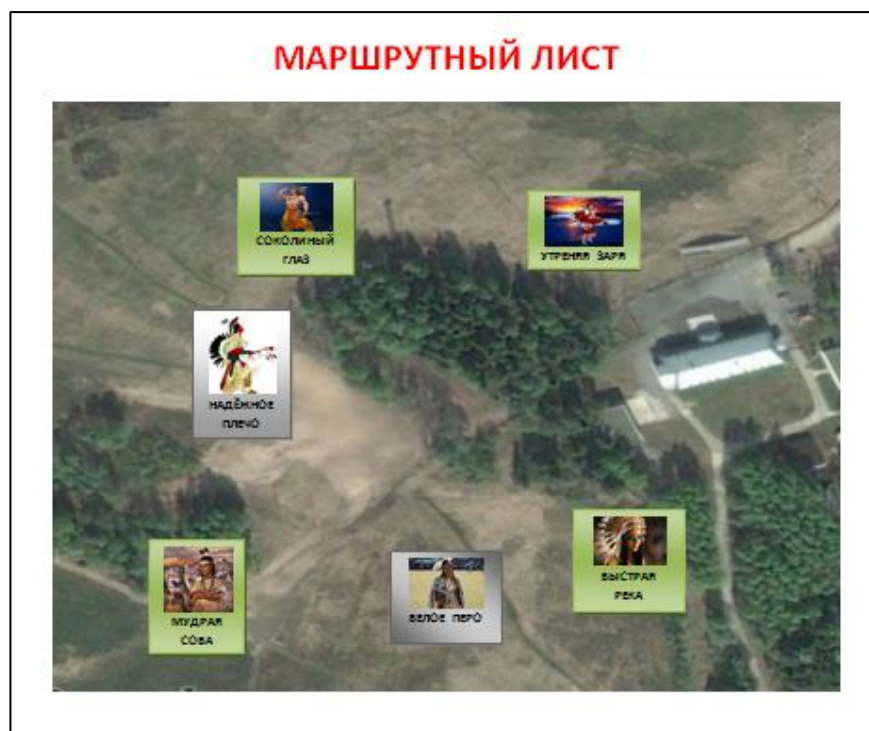 МАРШРУТНЫЙ ЛИСТ
СОКОЛИНЫЙ
ГЛАЗ
УТРЕНЯЯ ЗАРЯ
НАДЁЖНОЕ
ПЛЕЧО
БЫСТРАЯ
РЕКА
МУДРАЯ
СОВА
БЕЛОЕ ПЕРО